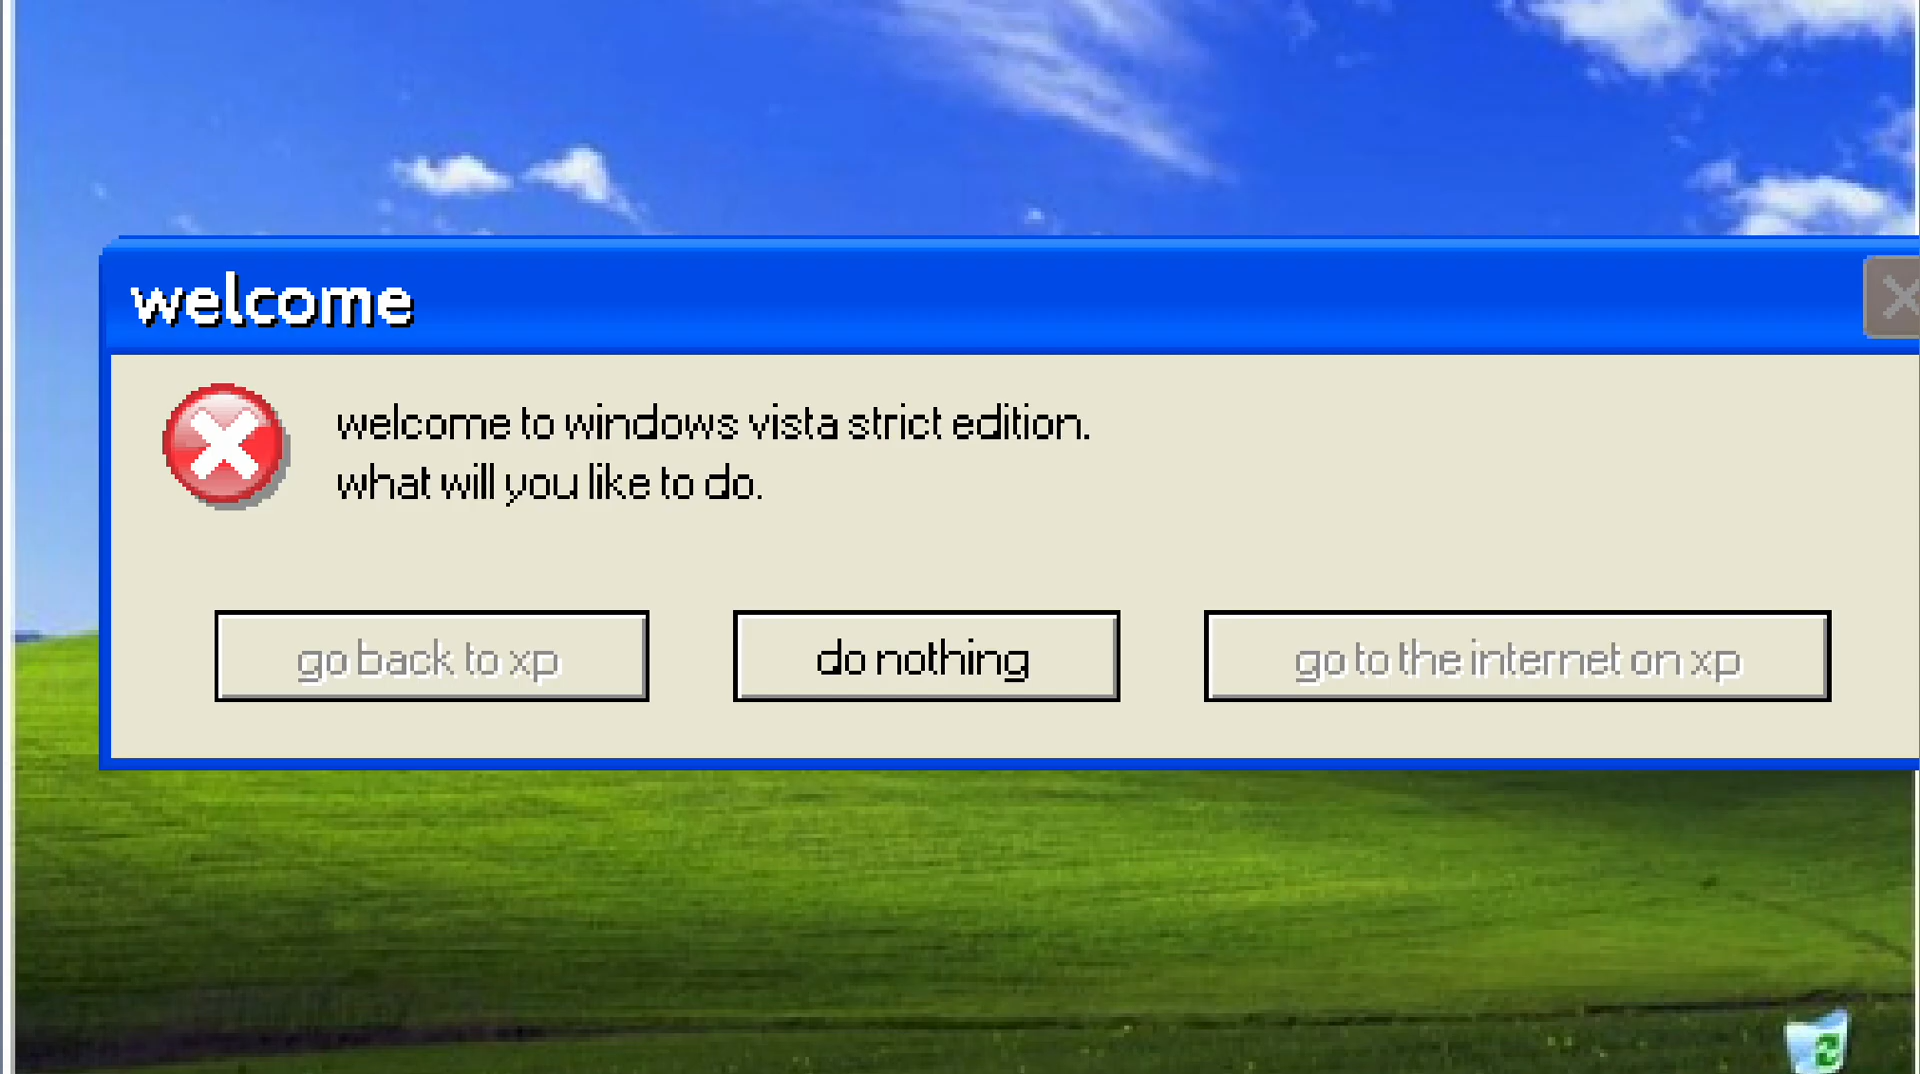 welcome
welcome to windows vista strict edition.
what will you like to do.
go back to xp
do nothing
go to the internet on xp